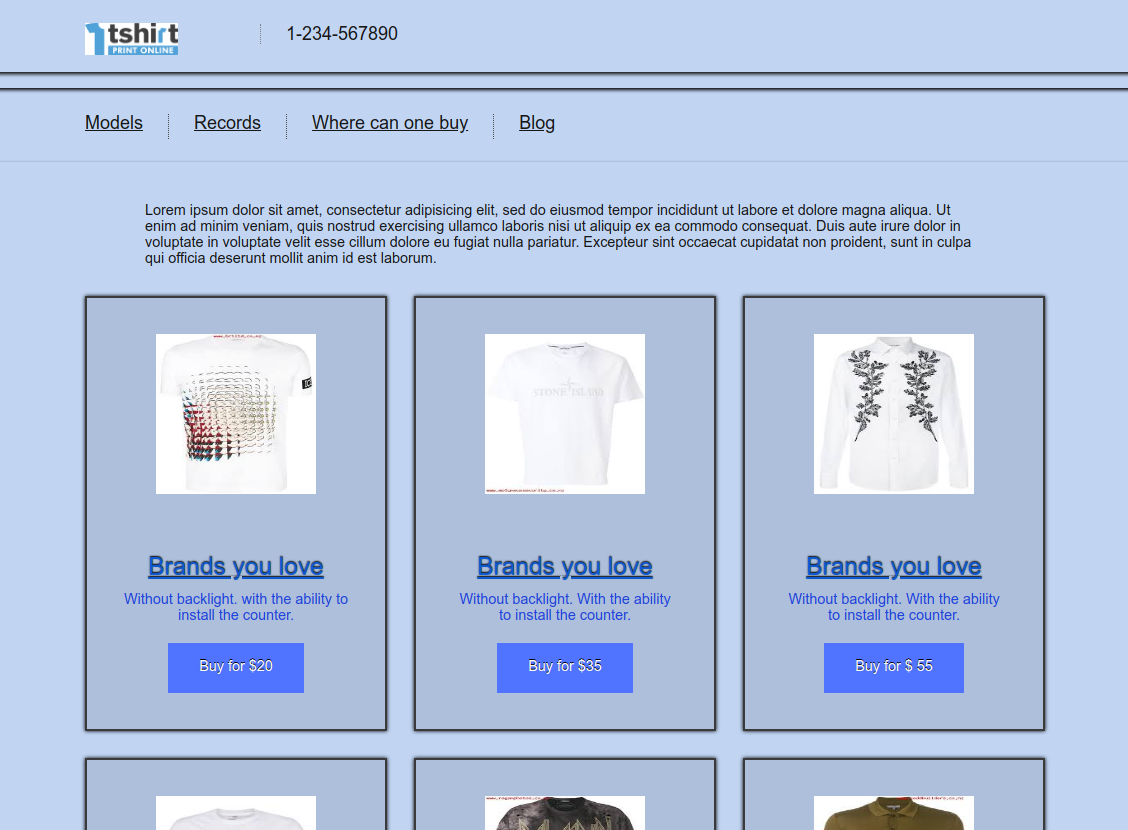 tshirt
PRINT ONLINE
1-234-567890
Models
Records
Where can one buy
Blog
Lorem ipsum dolor sit amet, consectetur adipisicing elit, sed do eiusmod tempor incididunt ut labore et dolore magna aliqua. Ut
enim ad minim veniam, quis nostrud exercising ullamco laboris nisi ut aliquip ex ea commodo consequat. Duis aute irure dolor in
voluptate in voluptate velit esse cillum dolore eu fugiat nulla pariatur. Excepteur sint occaecat cupidatat non proident, sunt in culpa
qui officia deserunt mollit anim id est laborum.
STONE ISLAND
Brands you love
Without backlight. with the ability to
install the counter.
Buy for $20
Brands you love
Without backlight. With the ability
to install the counter.
Buy for $35
Brands you love
Without backlight. With the ability
to install the counter.
Buy for $ 55